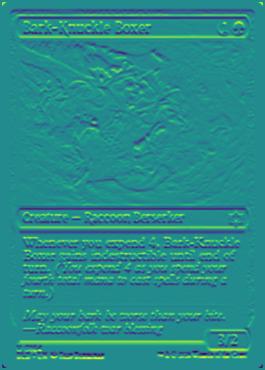 Bark-Knuckle Boxer
Creature — Raccoon Berserker
Whenever you expend 4, Bark-Knuckle
Boxer gains indestructible until end of
turn. (You expend 4 as you spend your
fourth total mana to cast spells during a
turn.)
May your bark be worse than your bite.
—Raccoonfolk war blessing
3/2